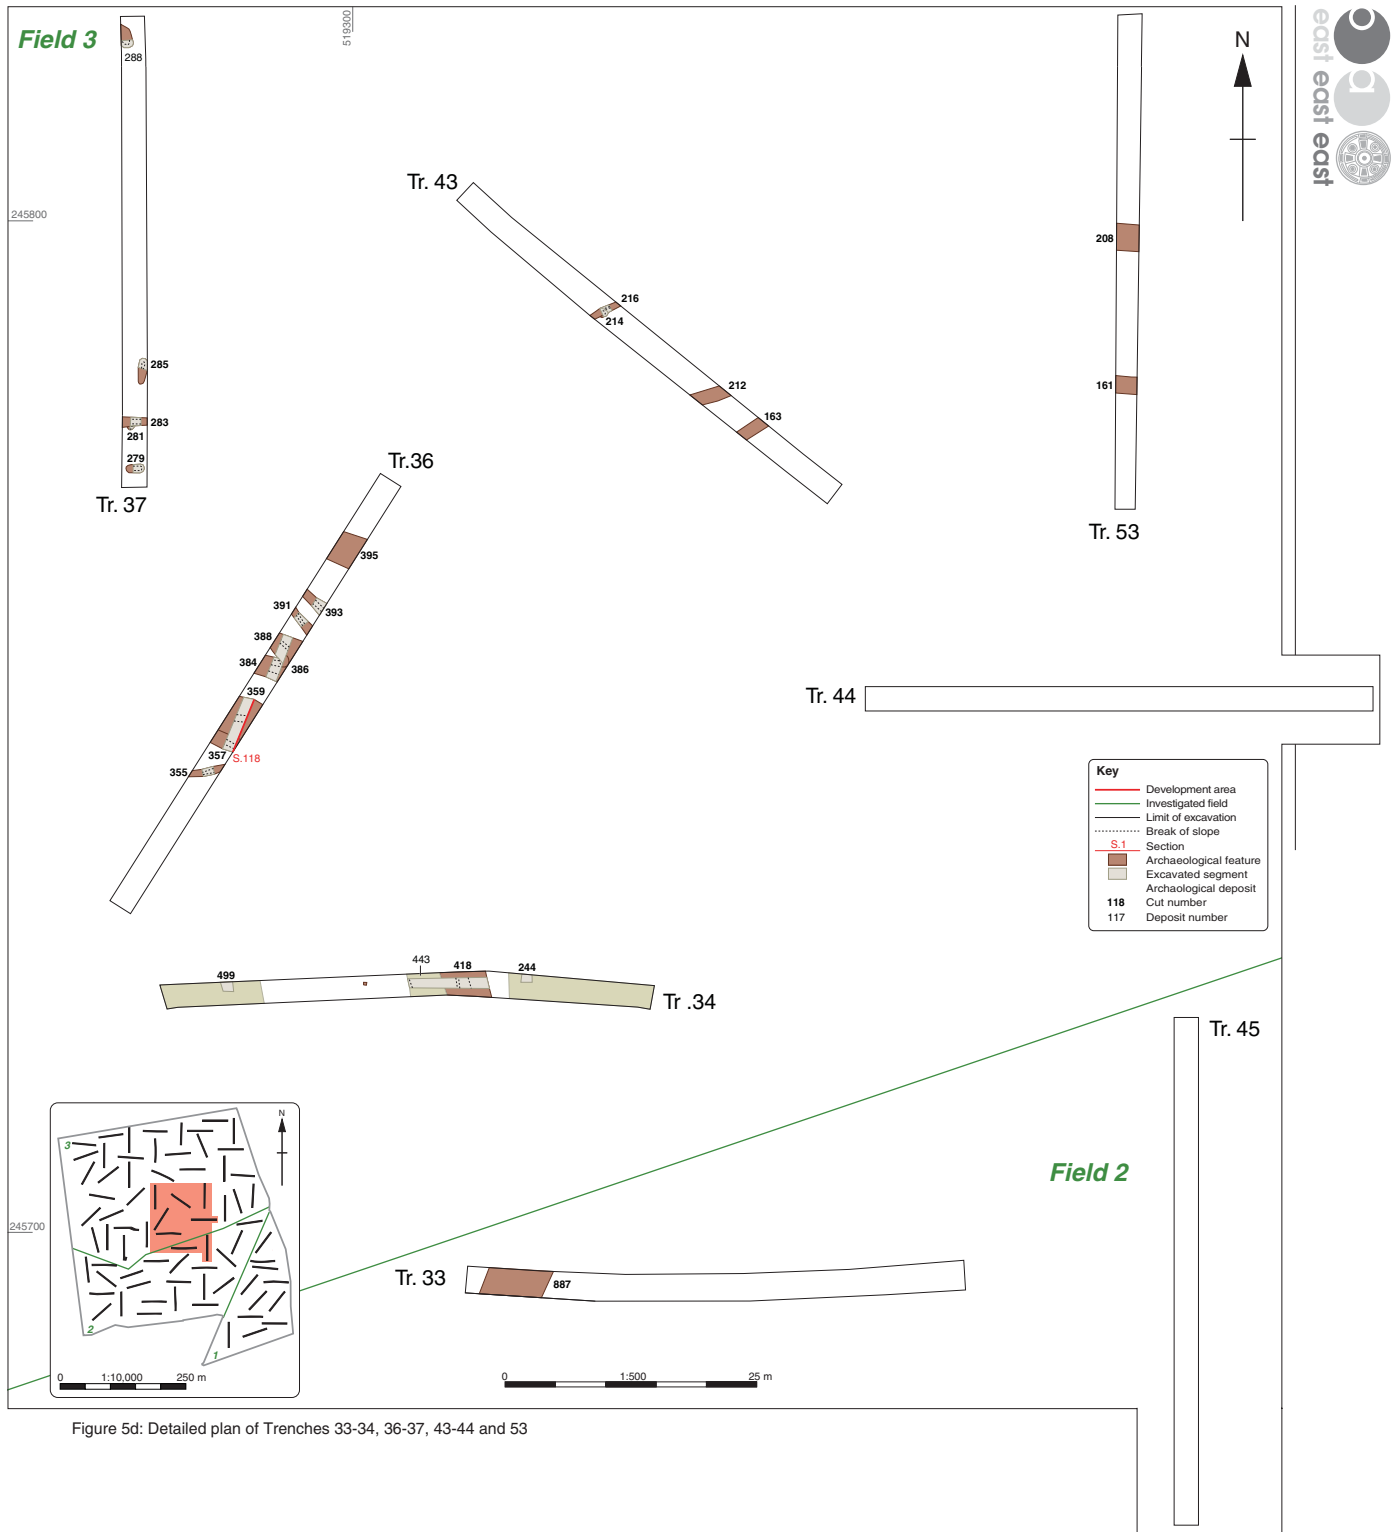 Field 3
519300
245800
N
east east east
288
285
283
281
279
Tr. 37
Tr. 43
216
214
212
163
208
161
Tr. 53
Tr.36
395
393
391
388
386
384
359
357
S.118
355
Tr. 44
Key
Development area
Investigated field
Limit of excavation
Break of slope
S.1 Section
Archaeological feature
Excavated segment
Archaological deposit
118 Cut number
117 Deposit number
499
443
418
244
Tr .34
Tr. 45
Field 2
245700
N
3
2
1
0 1:10,000 250 m
Tr. 33
887
0 1:500 25 m
Figure 5d: Detailed plan of Trenches 33-34, 36-37, 43-44 and 53